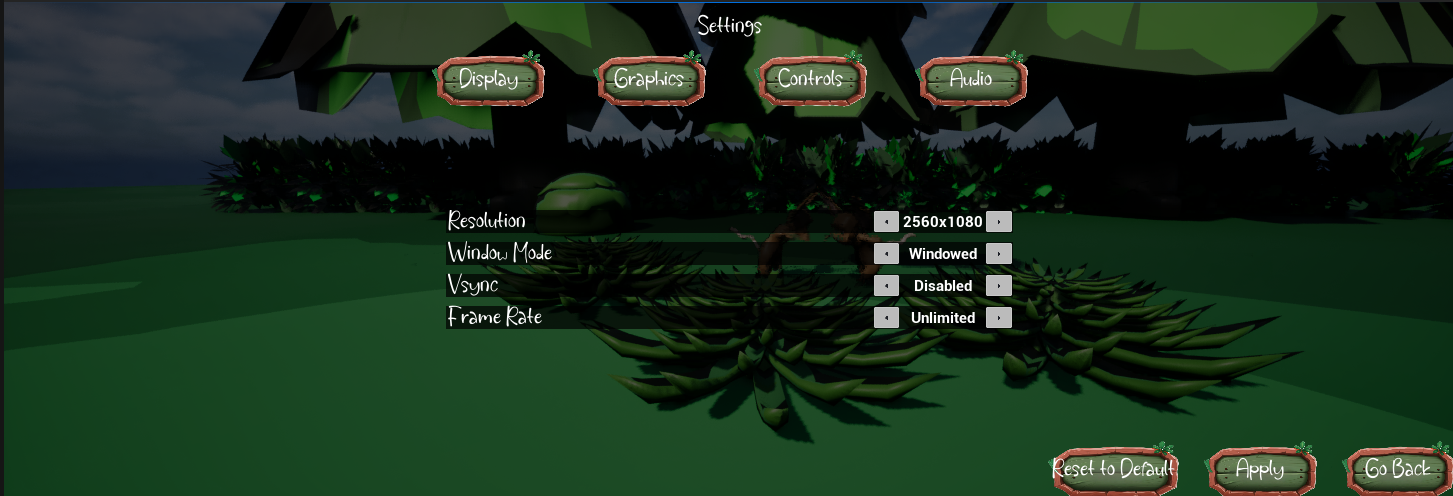 Settings
Display Graphics Controls Audio
Resolution 2560x1080
Window Mode Windowed
Vsync Disabled
Frame Rate Unlimited
Reset to Default Apply Go Back